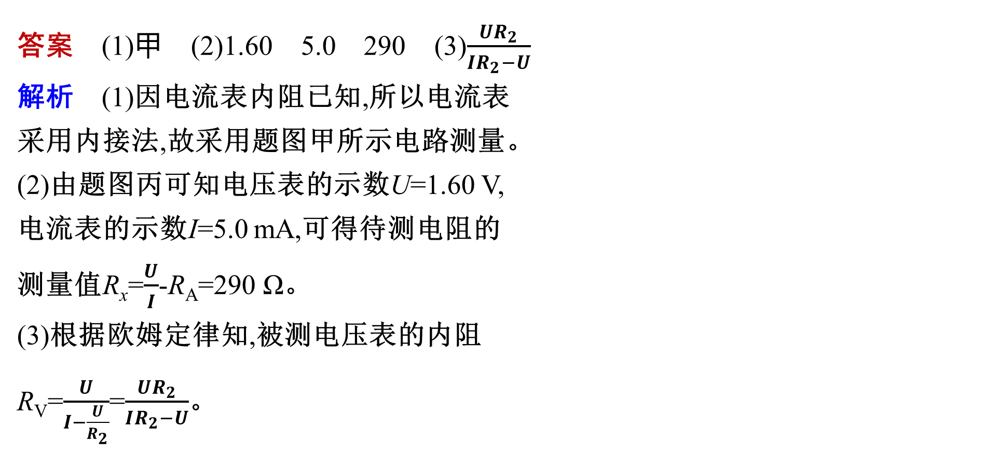 答案 (1)甲 (2)1.60 5.0 290 (3)$\frac{UR_2}{IR_2-U}$
解析 (1)因电流表内阻已知,所以电流表
采用内接法,故采用题图甲所示电路测量。
(2)由题图丙可知电压表的示数U=1.60 V,
电流表的示数I=5.0 mA,可得待测电阻的
测量值$R_x=\frac{U}{I}-R_A$=290 Ω。
(3)根据欧姆定律知,被测电压表的内阻
$R_V=\frac{U}{I-\frac{U}{R_2}}=\frac{UR_2}{IR_2-U}$。